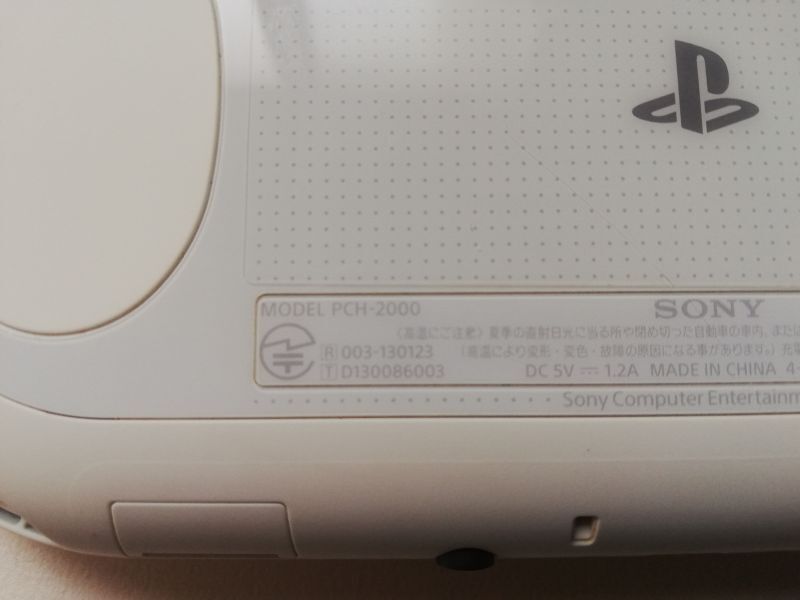 MODEL PCH-2000
SONY
〈高温にご注意〉夏季の直射日光に当る所や閉め切った自動車の車内、または
R 003-130123
(高温により変形・変色・故障の原因になる事があります。) 充電
T D130086003
DC 5V ⎓ 1.2A MADE IN CHINA 4-
Sony Computer Entertainm